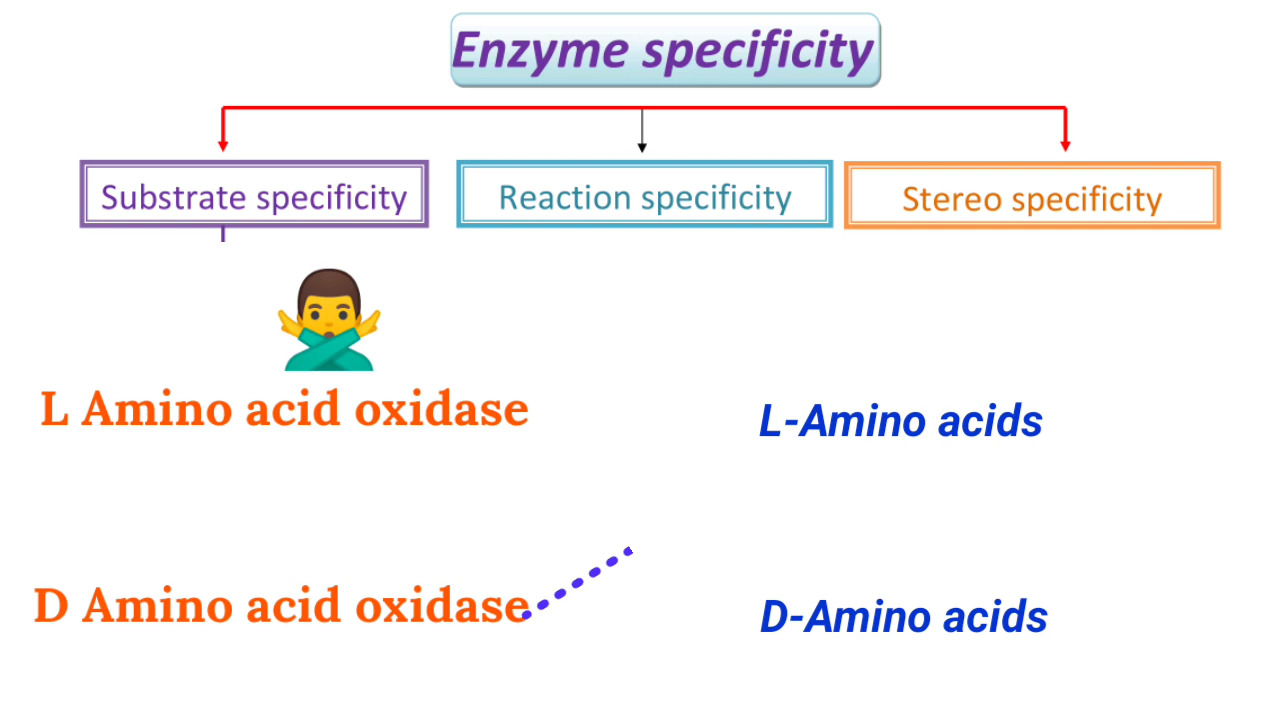 Enzyme specificity
Substrate specificity
Reaction specificity
Stereo specificity
L Amino acid oxidase
L-Amino acids
D Amino acid oxidase
D-Amino acids